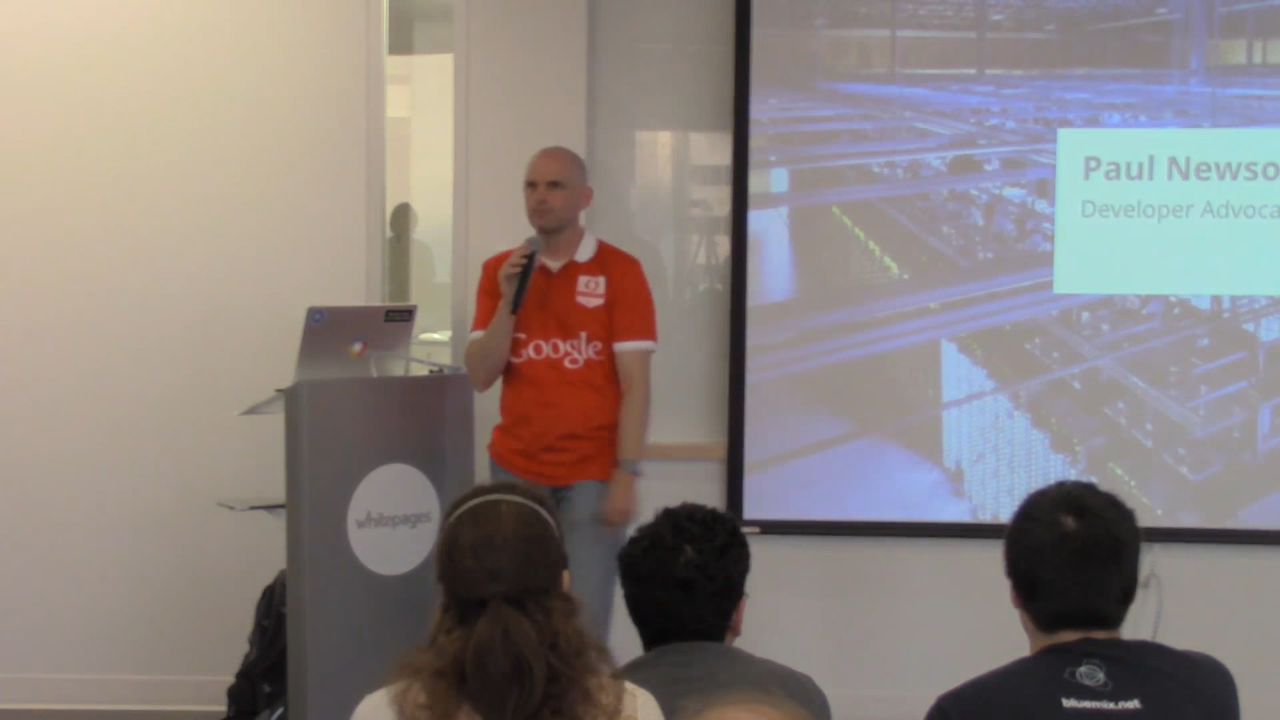 Paul Newso
Developer Advoca
Google
whitepages
bluemix.net